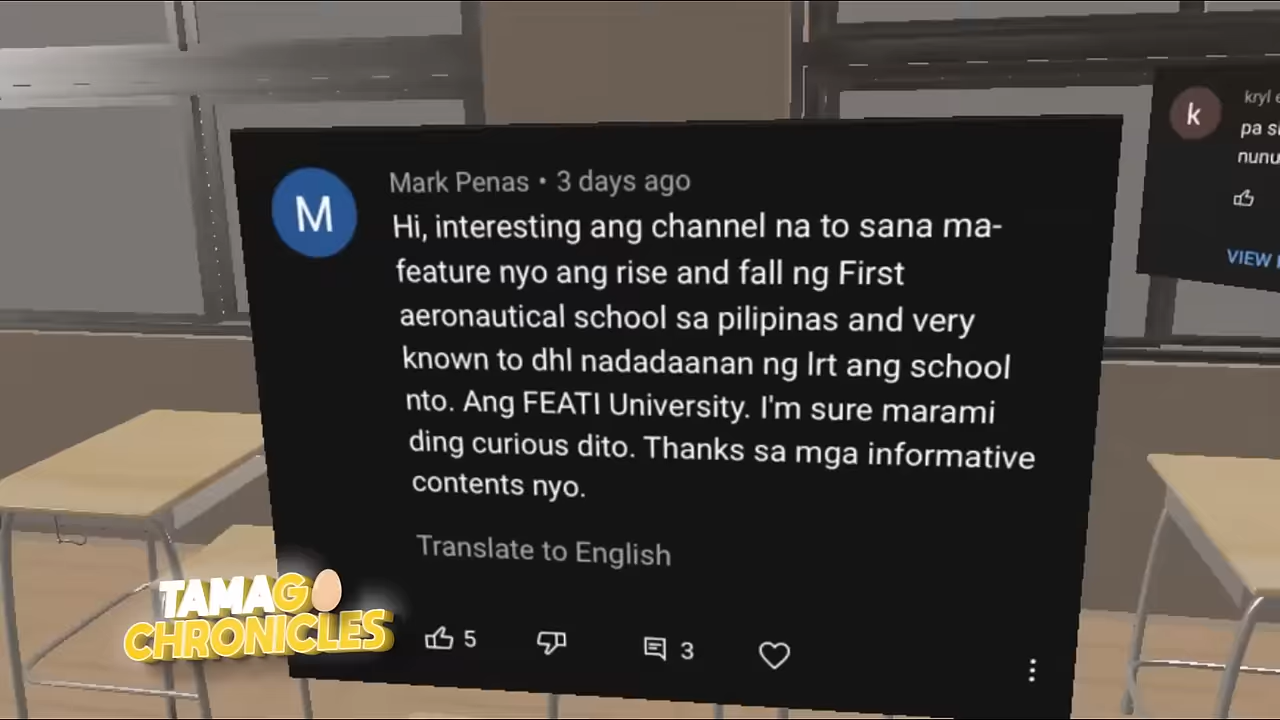 Mark Penas • 3 days ago
Hi, interesting ang channel na to sana ma-
feature nyo ang rise and fall ng First
aeronautical school sa pilipinas and very
known to dhl nadadaanan ng lrt ang school
nto. Ang FEATI University. I'm sure marami
ding curious dito. Thanks sa mga informative
contents nyo.
Translate to English
5
3
M
k
kryl
pa
VIEW
TAMAGO
CHRONICLES